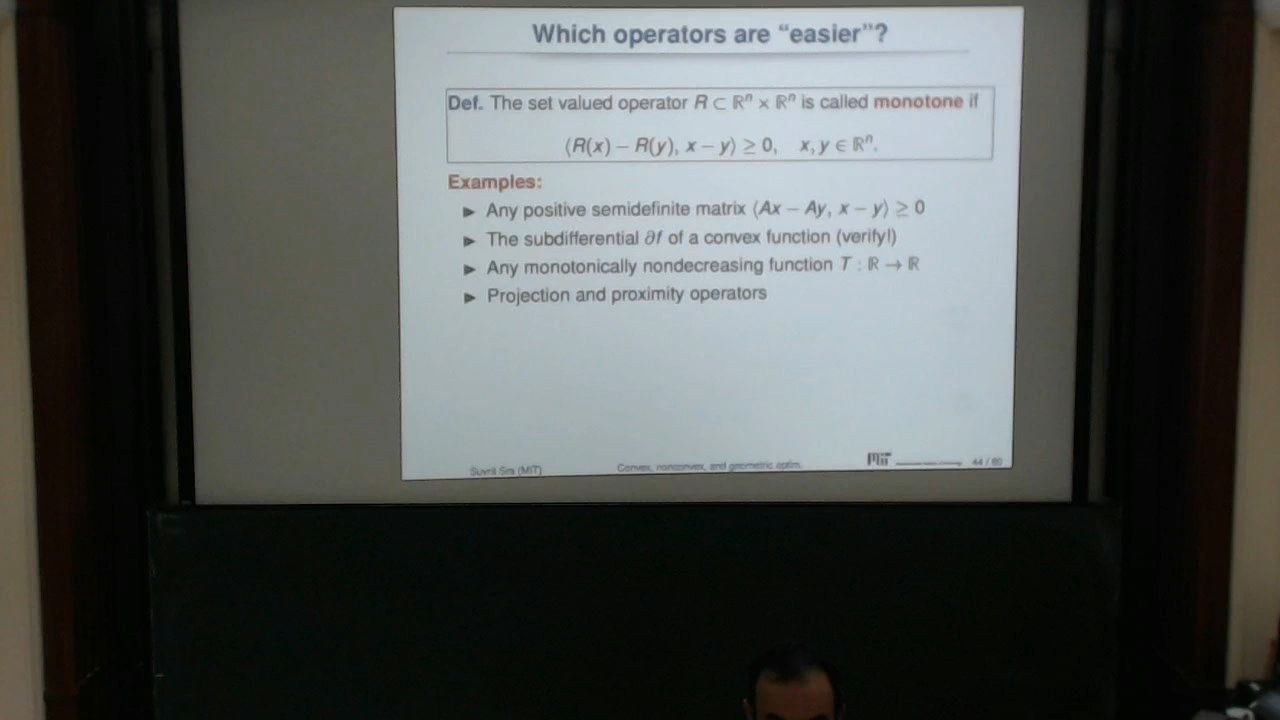 Which operators are “easier”?
Def. The set valued operator R ⊂ ℝⁿ × ℝⁿ is called monotone if
⟨R(x) − R(y), x − y⟩ ≥ 0, x, y ∈ ℝⁿ.
Examples:
► Any positive semidefinite matrix ⟨Ax − Ay, x − y⟩ ≥ 0
► The subdifferential ∂f of a convex function (verify!)
► Any monotonically nondecreasing function T : ℝ → ℝ
► Projection and proximity operators
Suvrit Sra (MIT) Convex, nonconvex, and geometric optim. MIT 44 / 80